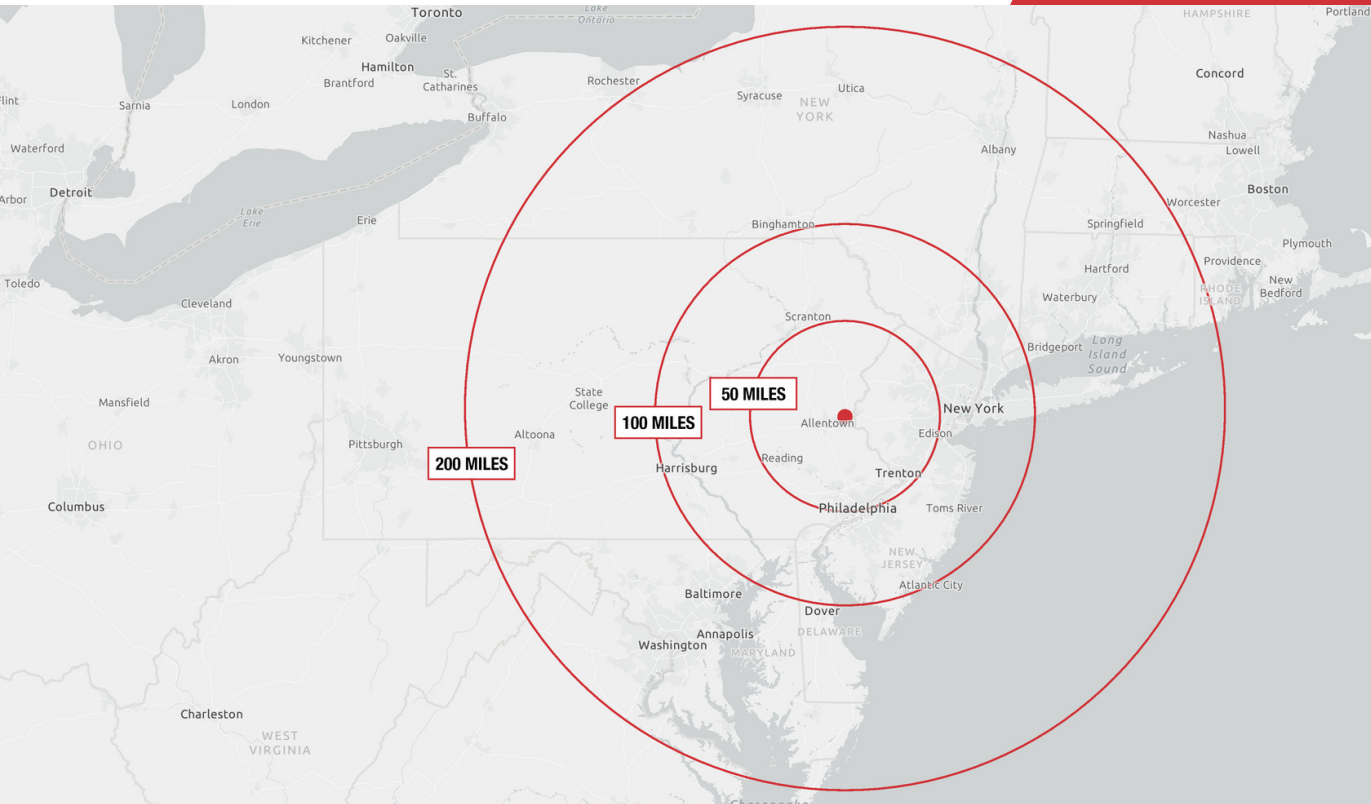 Toronto
Lake
Ontario
HAMPSHIRE
Portland
Kitchener
Oakville
Hamilton
Brantford
St.
Catharines
Rochester
Syracuse
Utica
NEW
YORK
Concord
Flint
Sarnia
London
Buffalo
Nashua
Lowell
Waterford
Albany
Detroit
Arbor
Boston
Worcester
Lake
Erie
Erie
Binghamton
Springfield
Plymouth
Providence
Hartford
Toledo
New
Bedford
RHODE
ISLAND
Waterbury
Cleveland
Scranton
Bridgeport
Long
Island
Sound
Akron
Youngstown
State
College
50 MILES
Mansfield
New York
100 MILES
Allentown
Edison
OHIO
Pittsburgh
Altoona
200 MILES
Harrisburg
Reading
Trenton
Columbus
Philadelphia
Toms River
NEW
JERSEY
Atlantic City
Baltimore
Dover
Annapolis
DELAWARE
Washington
MARYLAND
Charleston
WEST
VIRGINIA
Chesapeake